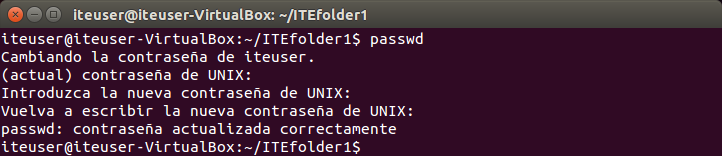 iteuser@iteuser-VirtualBox: ~/ITEfolder1
iteuser@iteuser-VirtualBox:~/ITEfolder1$ passwd
Cambiando la contraseña de iteuser.
(actual) contraseña de UNIX:
Introduzca la nueva contraseña de UNIX:
Vuelva a escribir la nueva contraseña de UNIX:
passwd: contraseña actualizada correctamente
iteuser@iteuser-VirtualBox:~/ITEfolder1$